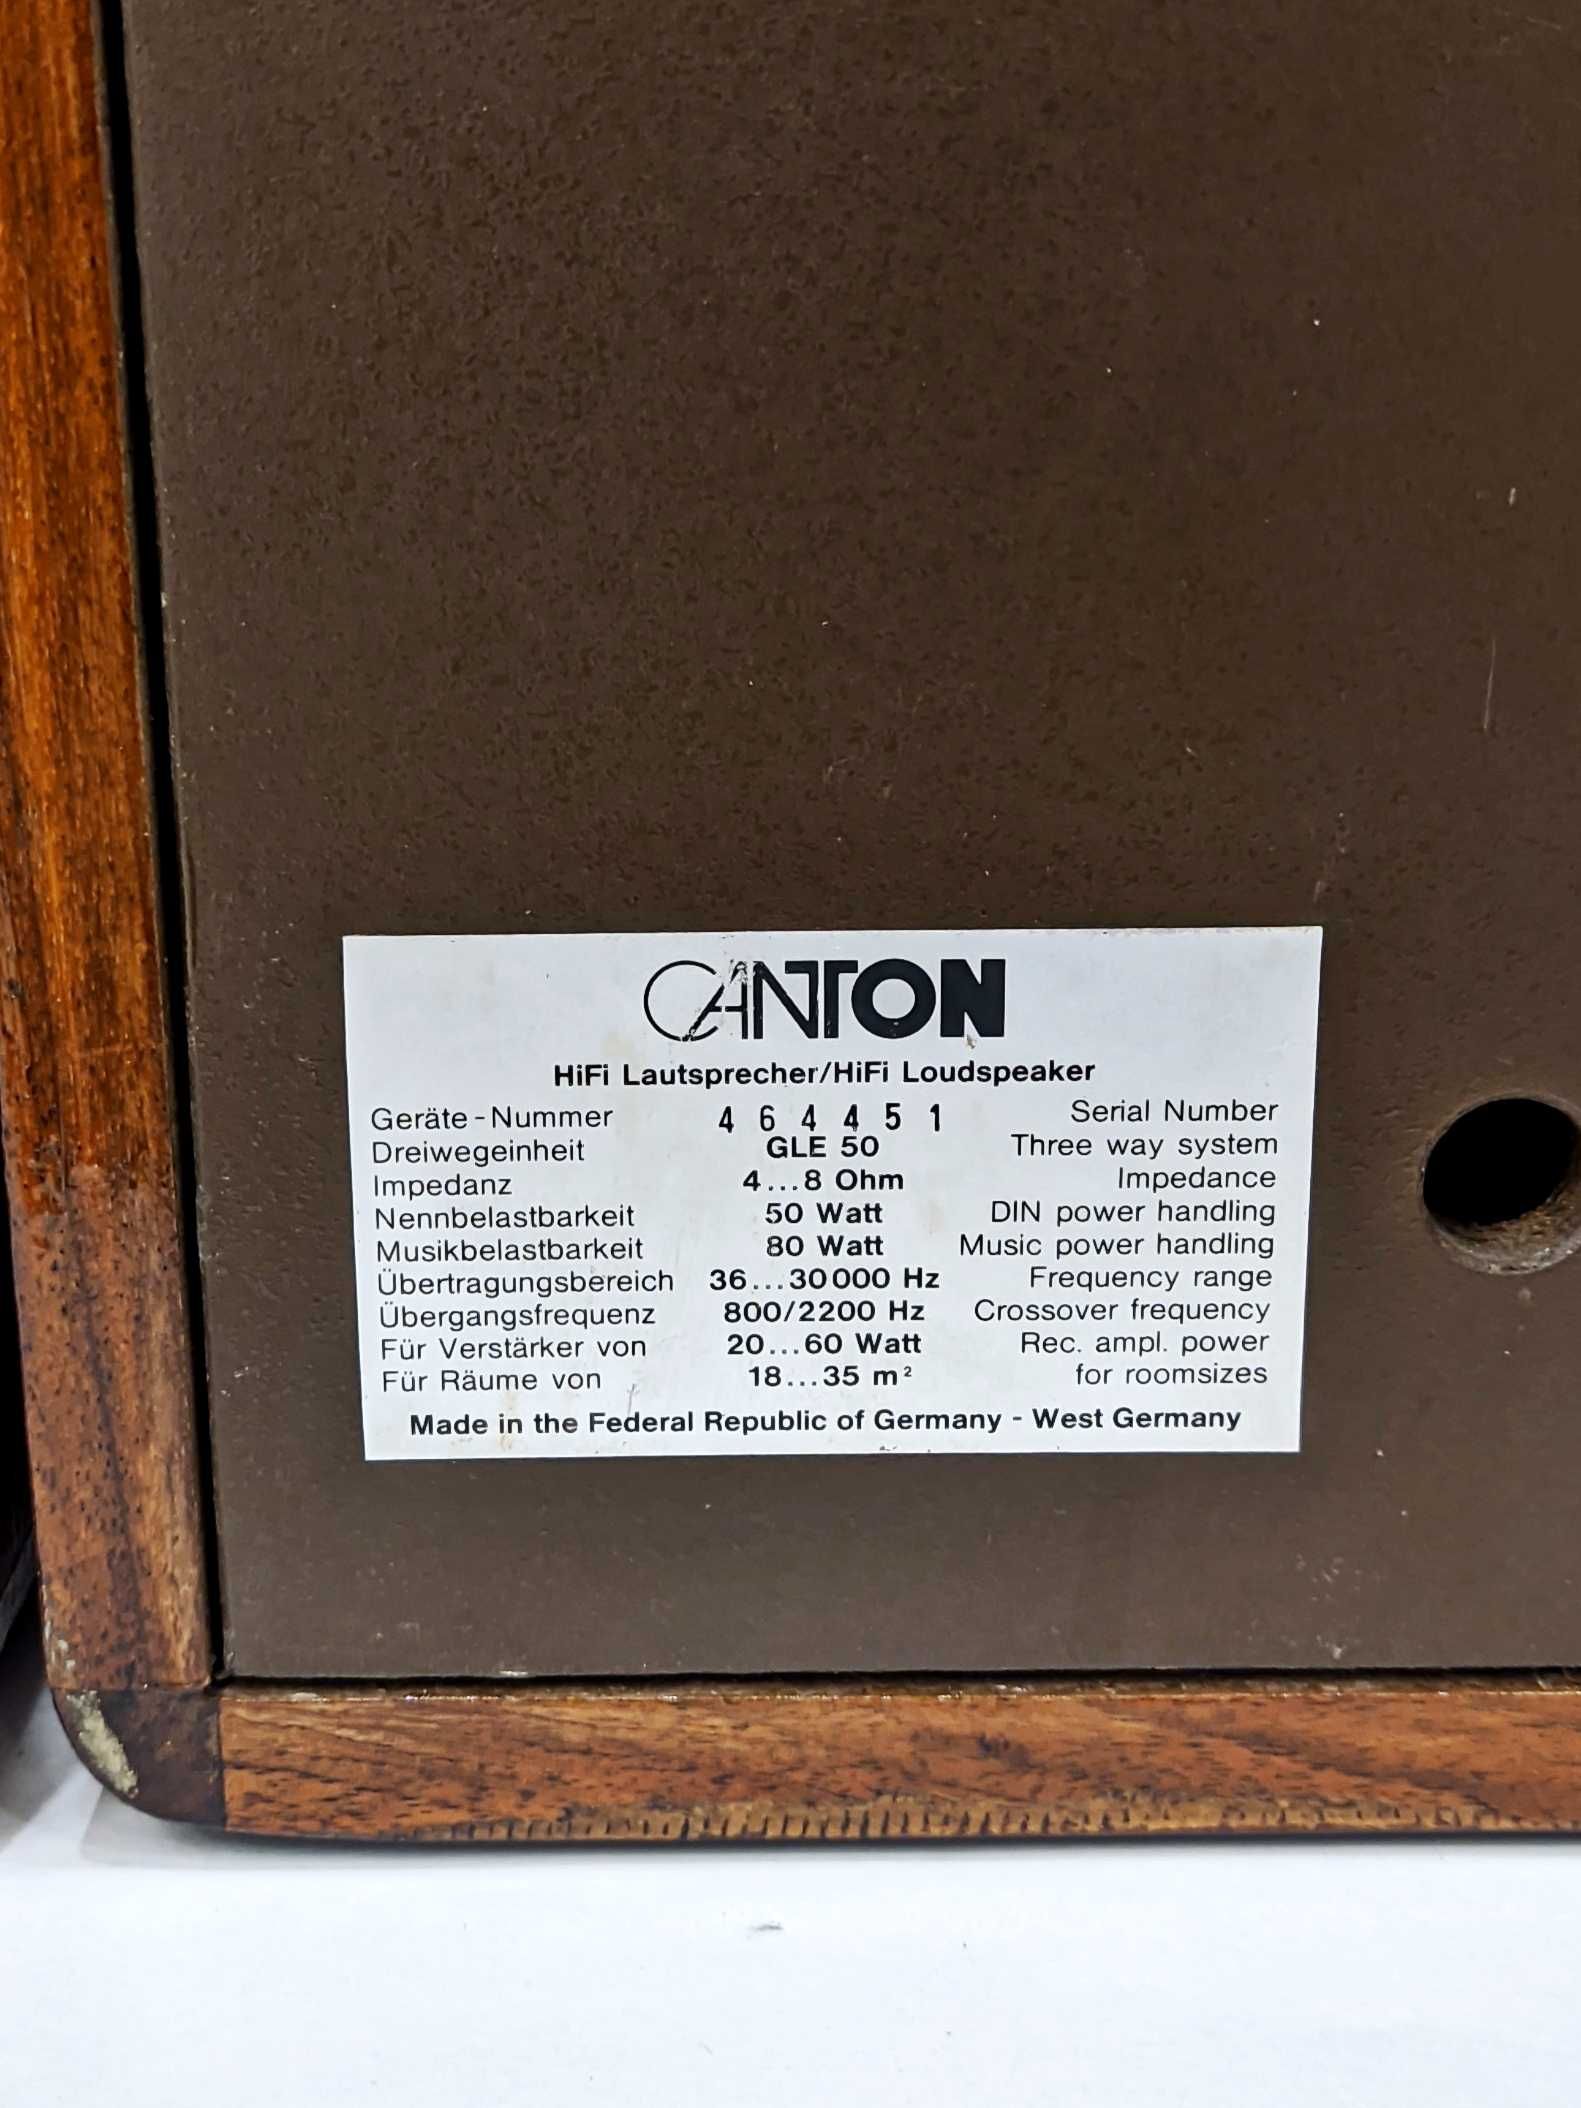 CANTON
HiFi Lautsprecher/HiFi Loudspeaker
Geräte-Nummer 4 6 4 4 5 1 Serial Number
Dreiwegeinheit GLE 50 Three way system
Impedanz 4...8 Ohm Impedance
Nennbelastbarkeit 50 Watt DIN power handling
Musikbelastbarkeit 80 Watt Music power handling
Übertragungsbereich 36...30000 Hz Frequency range
Übergangsfrequenz 800/2200 Hz Crossover frequency
Für Verstärker von 20...60 Watt Rec. ampl. power
Für Räume von 18...35 m² for roomsizes
Made in the Federal Republic of Germany - West Germany